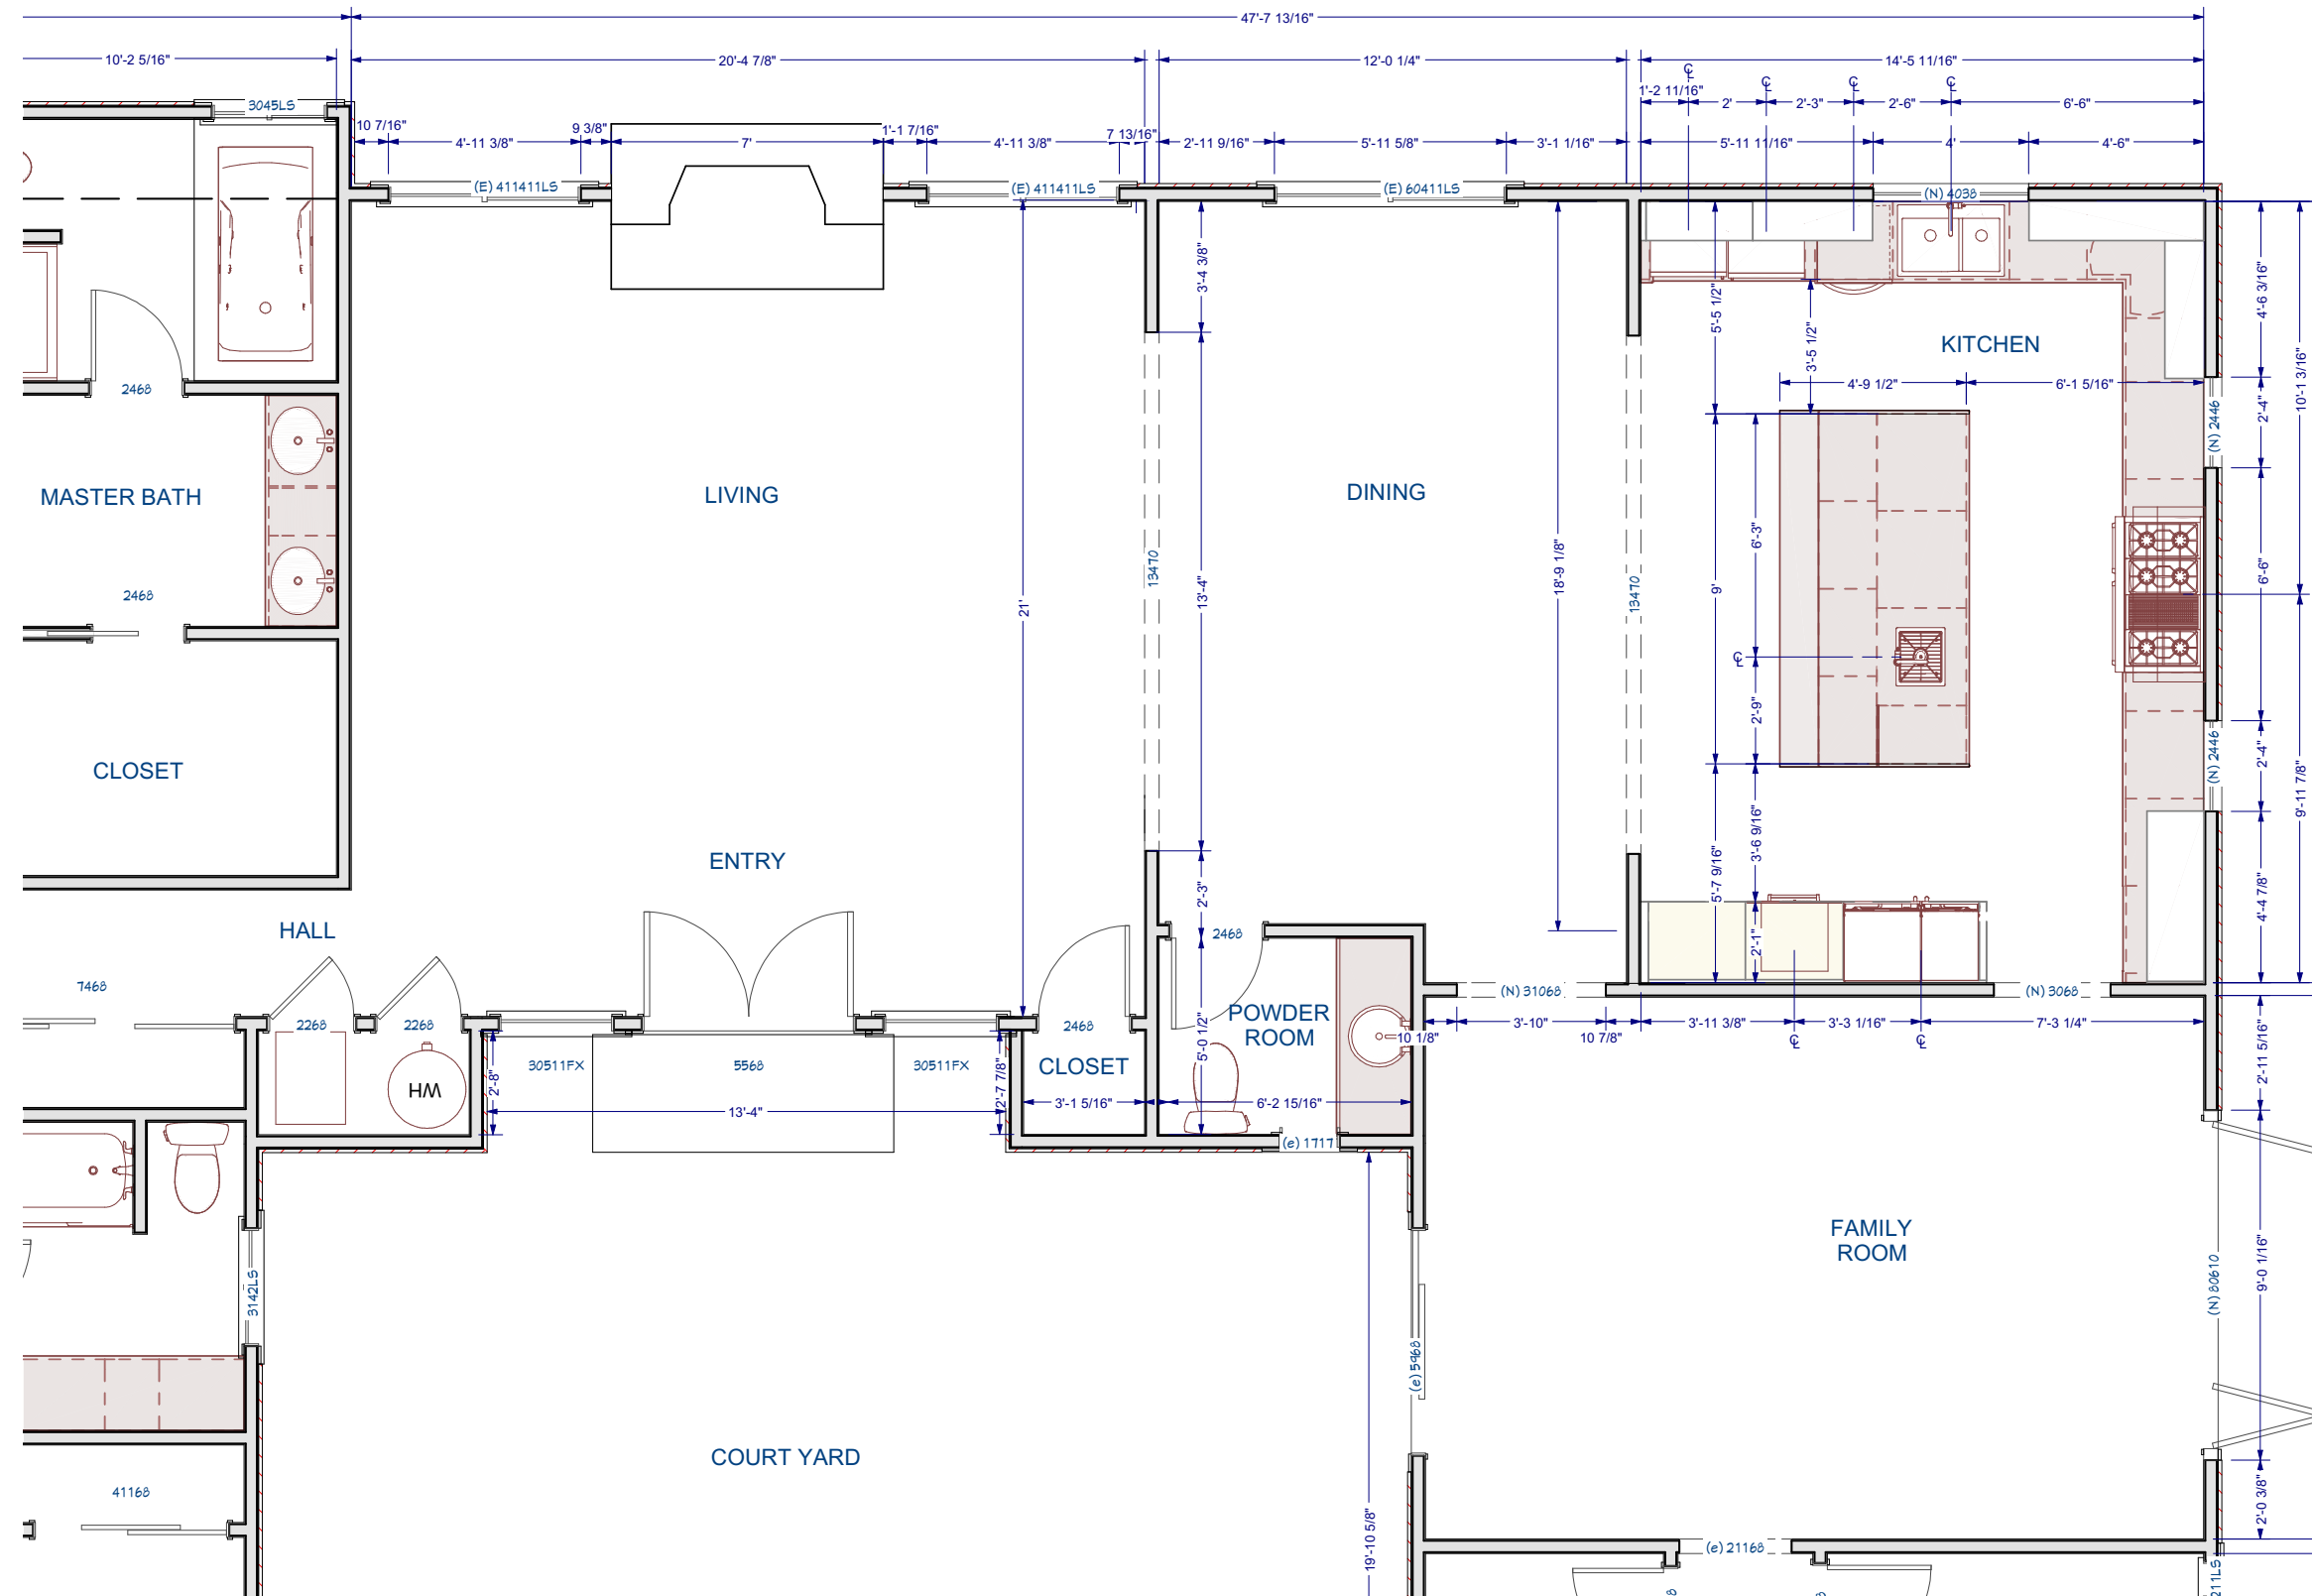 47'-7 13/16"
10'-2 5/16"
20'-4 7/8"
12'-0 1/4"
14'-5 11/16"
1'-2 11/16"
2'
2'-3"
2'-6"
6'-6"
3045LS
10 7/16"
4'-11 3/8"
9 3/8"
7'
1'-1 7/16"
4'-11 3/8"
7 13/16"
2'-11 9/16"
5'-11 5/8"
3'-1 1/16"
5'-11 11/16"
4'
4'-6"
(E) 411411LS
(E) 411411LS
(E) 60411LS
(N) 4038
3'-4 3/8"
5'-5 1/2"
3'-5 1/2"
4'-6 3/16"
10'-1 3/16"
KITCHEN
2468
4'-9 1/2"
6'-1 5/16"
2'-4"
(N) 2446
MASTER BATH
LIVING
DINING
6'-3"
6'-6"
13470
18'-9 1/8"
13470
9'
13'-4"
21'
2468
2'-9"
(N) 2446
2'-4"
9'-11 7/8"
CLOSET
ENTRY
3'-6 9/16"
5'-7 9/16"
2'-3"
4'-4 7/8"
HALL
2468
2'-1"
7468
(N) 31068
(N) 3068
2268
2268
2468
POWDER
ROOM
5'-0 1/2"
10 1/8"
3'-10"
10 7/8"
3'-11 3/8"
3'-3 1/16"
7'-3 1/4"
2'-11 5/16"
HW
2'-8"
30511FX
5568
30511FX
2'-7 7/8"
CLOSET
13'-4"
3'-1 5/16"
6'-2 15/16"
(e) 1717
FAMILY
ROOM
3142LS
(e) 5968
(N) 80610
9'-0 1/16"
COURT YARD
41168
19'-10 5/8"
2'-0 3/8"
(e) 21168
211LS